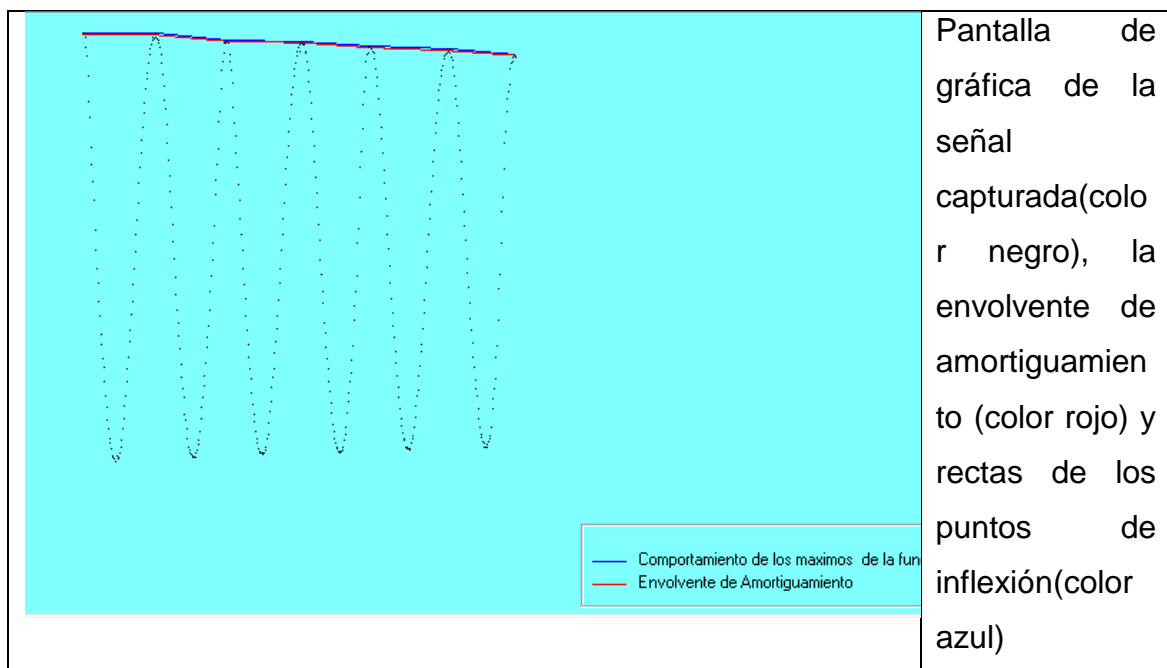 Pantalla de
gráfica de la
señal
capturada(colo
r negro), la
envolvente de
amortiguamien
to (color rojo) y
rectas de los
puntos de
inflexión(color
azul)
Comportamiento de los maximos de la fun
Envolvente de Amortiguamiento